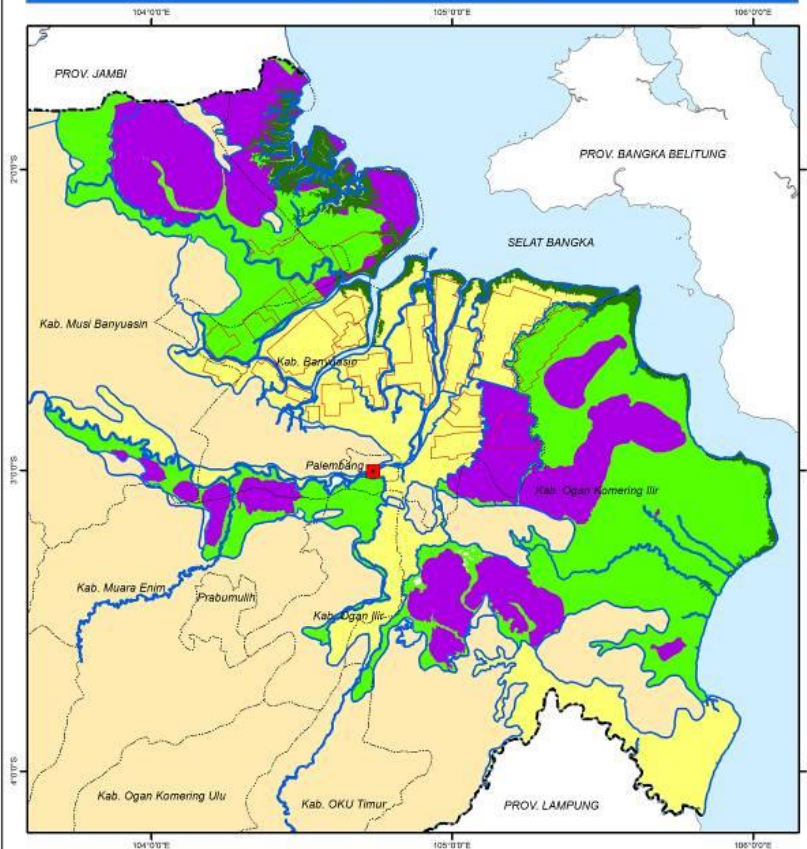 104°0'0"E 105°0'0"E 106°0'0"E
PROV. JAMBI
PROV. BANGKA BELITUNG
2°0'0"S
SELAT BANGKA
Kab. Musi Banyuasin
Kab. Banyuasin
Palembang
3°0'0"S
Kab. Ogan Komering Ilir
Kab. Muara Enim
Prabumulih
Kab. Ogan Ilir
4°0'0"S
Kab. Ogan Komering Ulu
Kab. OKU Timur
PROV. LAMPUNG
104°0'0"E 105°0'0"E 106°0'0"E